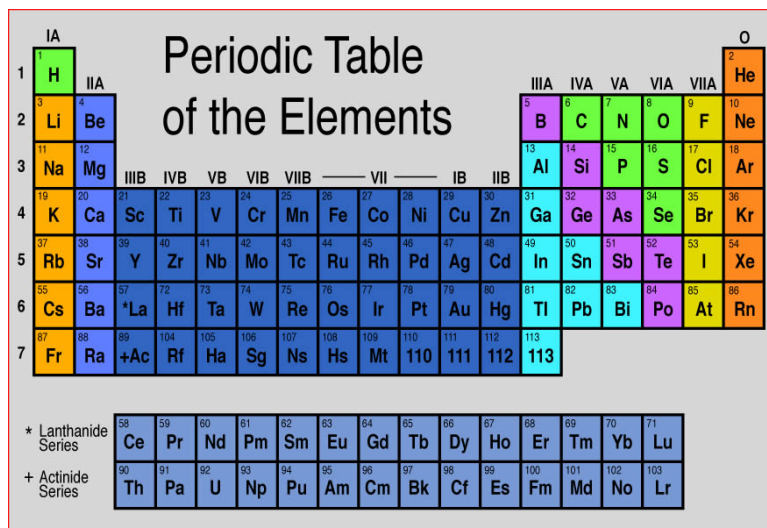 IA
Periodic Table
of the Elements
O
1
1 H
IIA
IIIA IVA VA VIA VIIA
2 He
2
3 Li 4 Be 5 B 6 C 7 N 8 O 9 F 10 Ne
3
11 Na 12 Mg 13 Al 14 Si 15 P 16 S 17 Cl 18 Ar
IIIB IVB VB VIB VIIB VII IB IIB
4
19 K 20 Ca 21 Sc 22 Ti 23 V 24 Cr 25 Mn 26 Fe 27 Co 28 Ni 29 Cu 30 Zn 31 Ga 32 Ge 33 As 34 Se 35 Br 36 Kr
5
37 Rb 38 Sr 39 Y 40 Zr 41 Nb 42 Mo 43 Tc 44 Ru 45 Rh 46 Pd 47 Ag 48 Cd 49 In 50 Sn 51 Sb 52 Te 53 I 54 Xe
6
55 Cs 56 Ba 57 *La 72 Hf 73 Ta 74 W 75 Re 76 Os 77 Ir 78 Pt 79 Au 80 Hg 81 Tl 82 Pb 83 Bi 84 Po 85 At 86 Rn
7
87 Fr 88 Ra 89 +Ac 104 Rf 105 Ha 106 Sg 107 Ns 108 Hs 109 Mt 110 110 111 111 112 112 113 113
* Lanthanide
Series
58 Ce 59 Pr 60 Nd 61 Pm 62 Sm 63 Eu 64 Gd 65 Tb 66 Dy 67 Ho 68 Er 69 Tm 70 Yb 71 Lu
+ Actinide
Series
90 Th 91 Pa 92 U 93 Np 94 Pu 95 Am 96 Cm 97 Bk 98 Cf 99 Es 100 Fm 101 Md 102 No 103 Lr